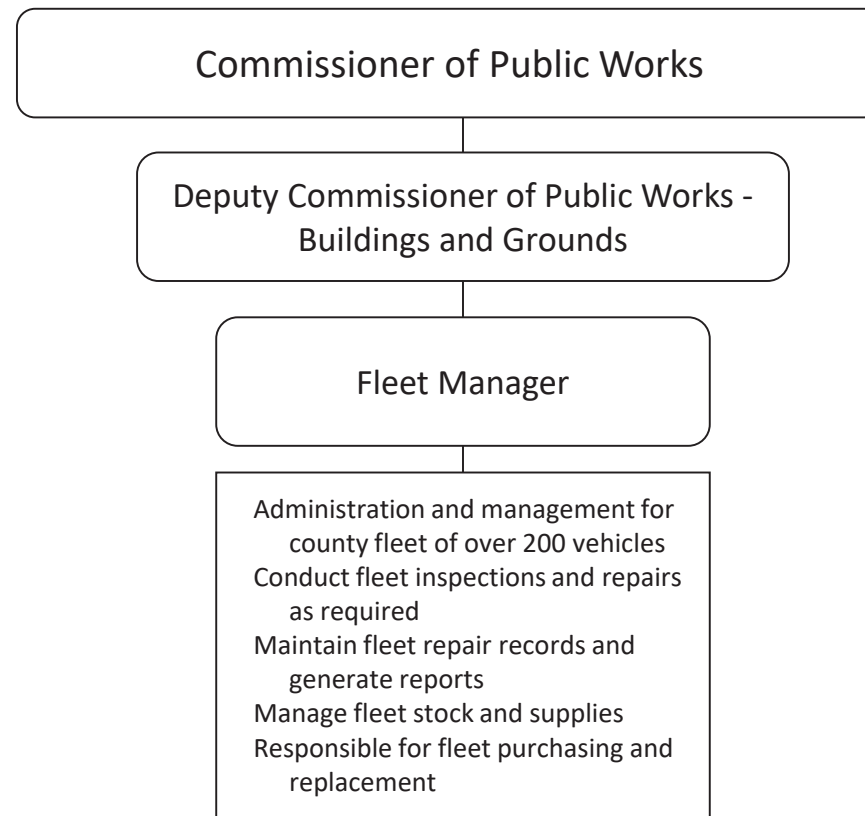 Commissioner of Public Works
Deputy Commissioner of Public Works -
Buildings and Grounds
Fleet Manager
Administration and management for
county fleet of over 200 vehicles
Conduct fleet inspections and repairs
as required
Maintain fleet repair records and
generate reports
Manage fleet stock and supplies
Responsible for fleet purchasing and
replacement